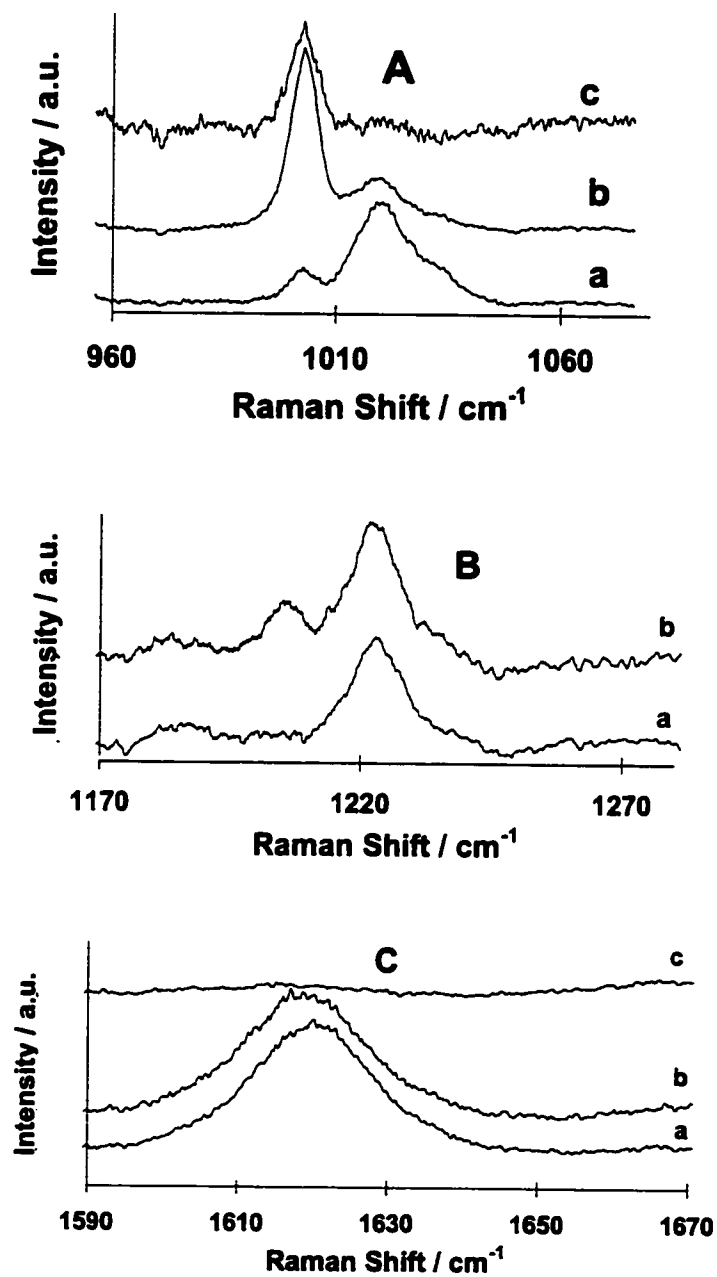 A
c
b
a
Intensity / a.u.
960 1010 1060
Raman Shift / cm-1
B
b
a
Intensity / a.u.
1170 1220 1270
Raman Shift / cm-1
C
c
b
a
Intensity / a.u.
1590 1610 1630 1650 1670
Raman Shift / cm-1